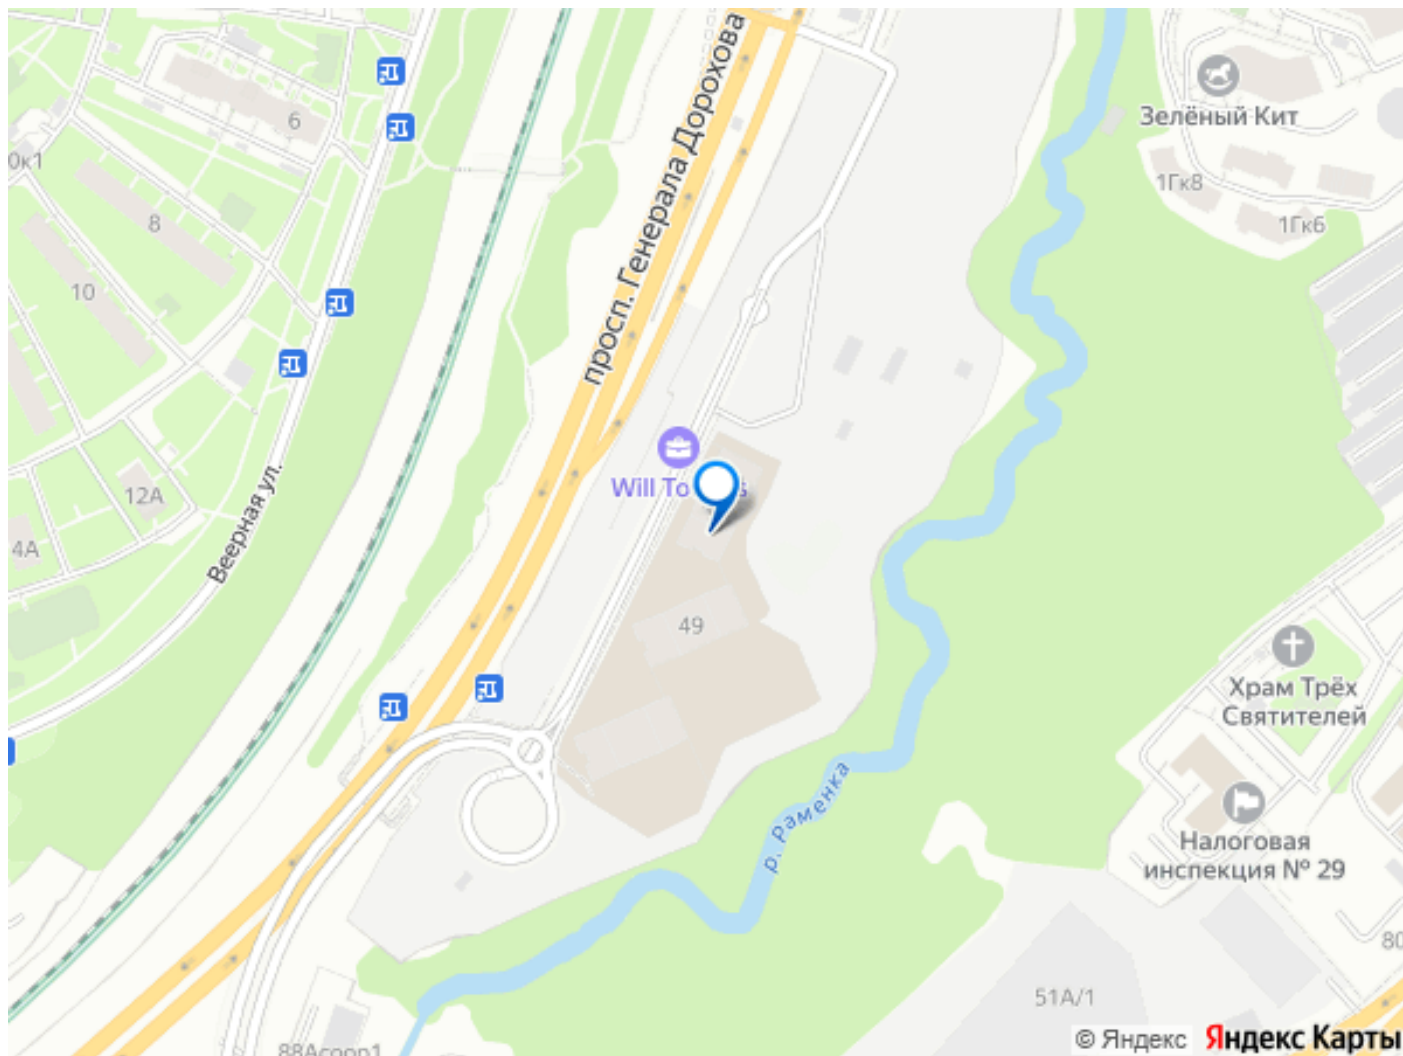 просп. Генерала Дорохова
6
Зелёный Кит
0к1
1Гк8
8
1Гк6
10
Will To
s
12А
4А
Веерная ул.
49
Храм Трёх
Святителей
р. Раменка
Налоговая
инспекция № 29
80
51А/1
88Асоор1
© Яндекс
Яндекс Карты